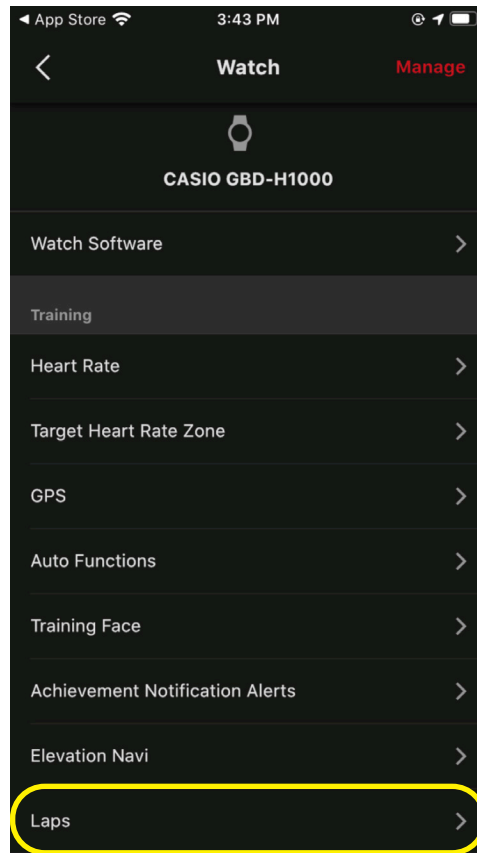 App Store 3:43 PM
Watch Manage
CASIO GBD-H1000
Watch Software
Training
Heart Rate
Target Heart Rate Zone
GPS
Auto Functions
Training Face
Achievement Notification Alerts
Elevation Navi
Laps